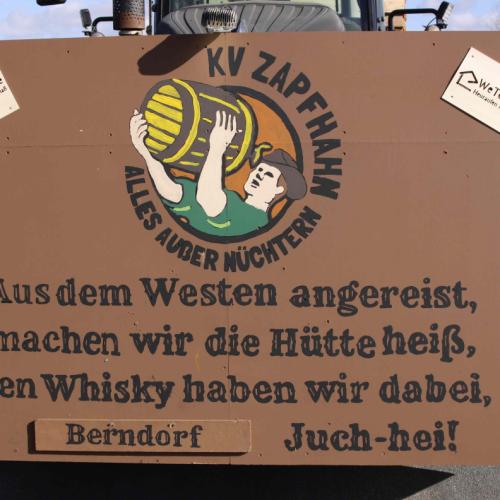 KV ZAPFHAHN
ALLES AUßER NÜCHTERN
Aus dem Westen angereist,
machen wir die Hütte heiß,
en Whisky haben wir dabei,
Berndorf Juch-hei!